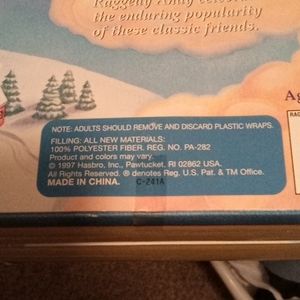 Raggedy Andy
the enduring popularity
of these classic friends.
Ag
NOTE: ADULTS SHOULD REMOVE AND DISCARD PLASTIC WRAPS.
FILLING: ALL NEW MATERIALS:
100% POLYESTER FIBER. REG. NO. PA-282
Product and colors may vary.
© 1997 Hasbro, Inc., Pawtucket, RI 02862 USA.
All Rights Reserved. ® denotes Reg. U.S. Pat. & TM Office.
MADE IN CHINA. C-241A